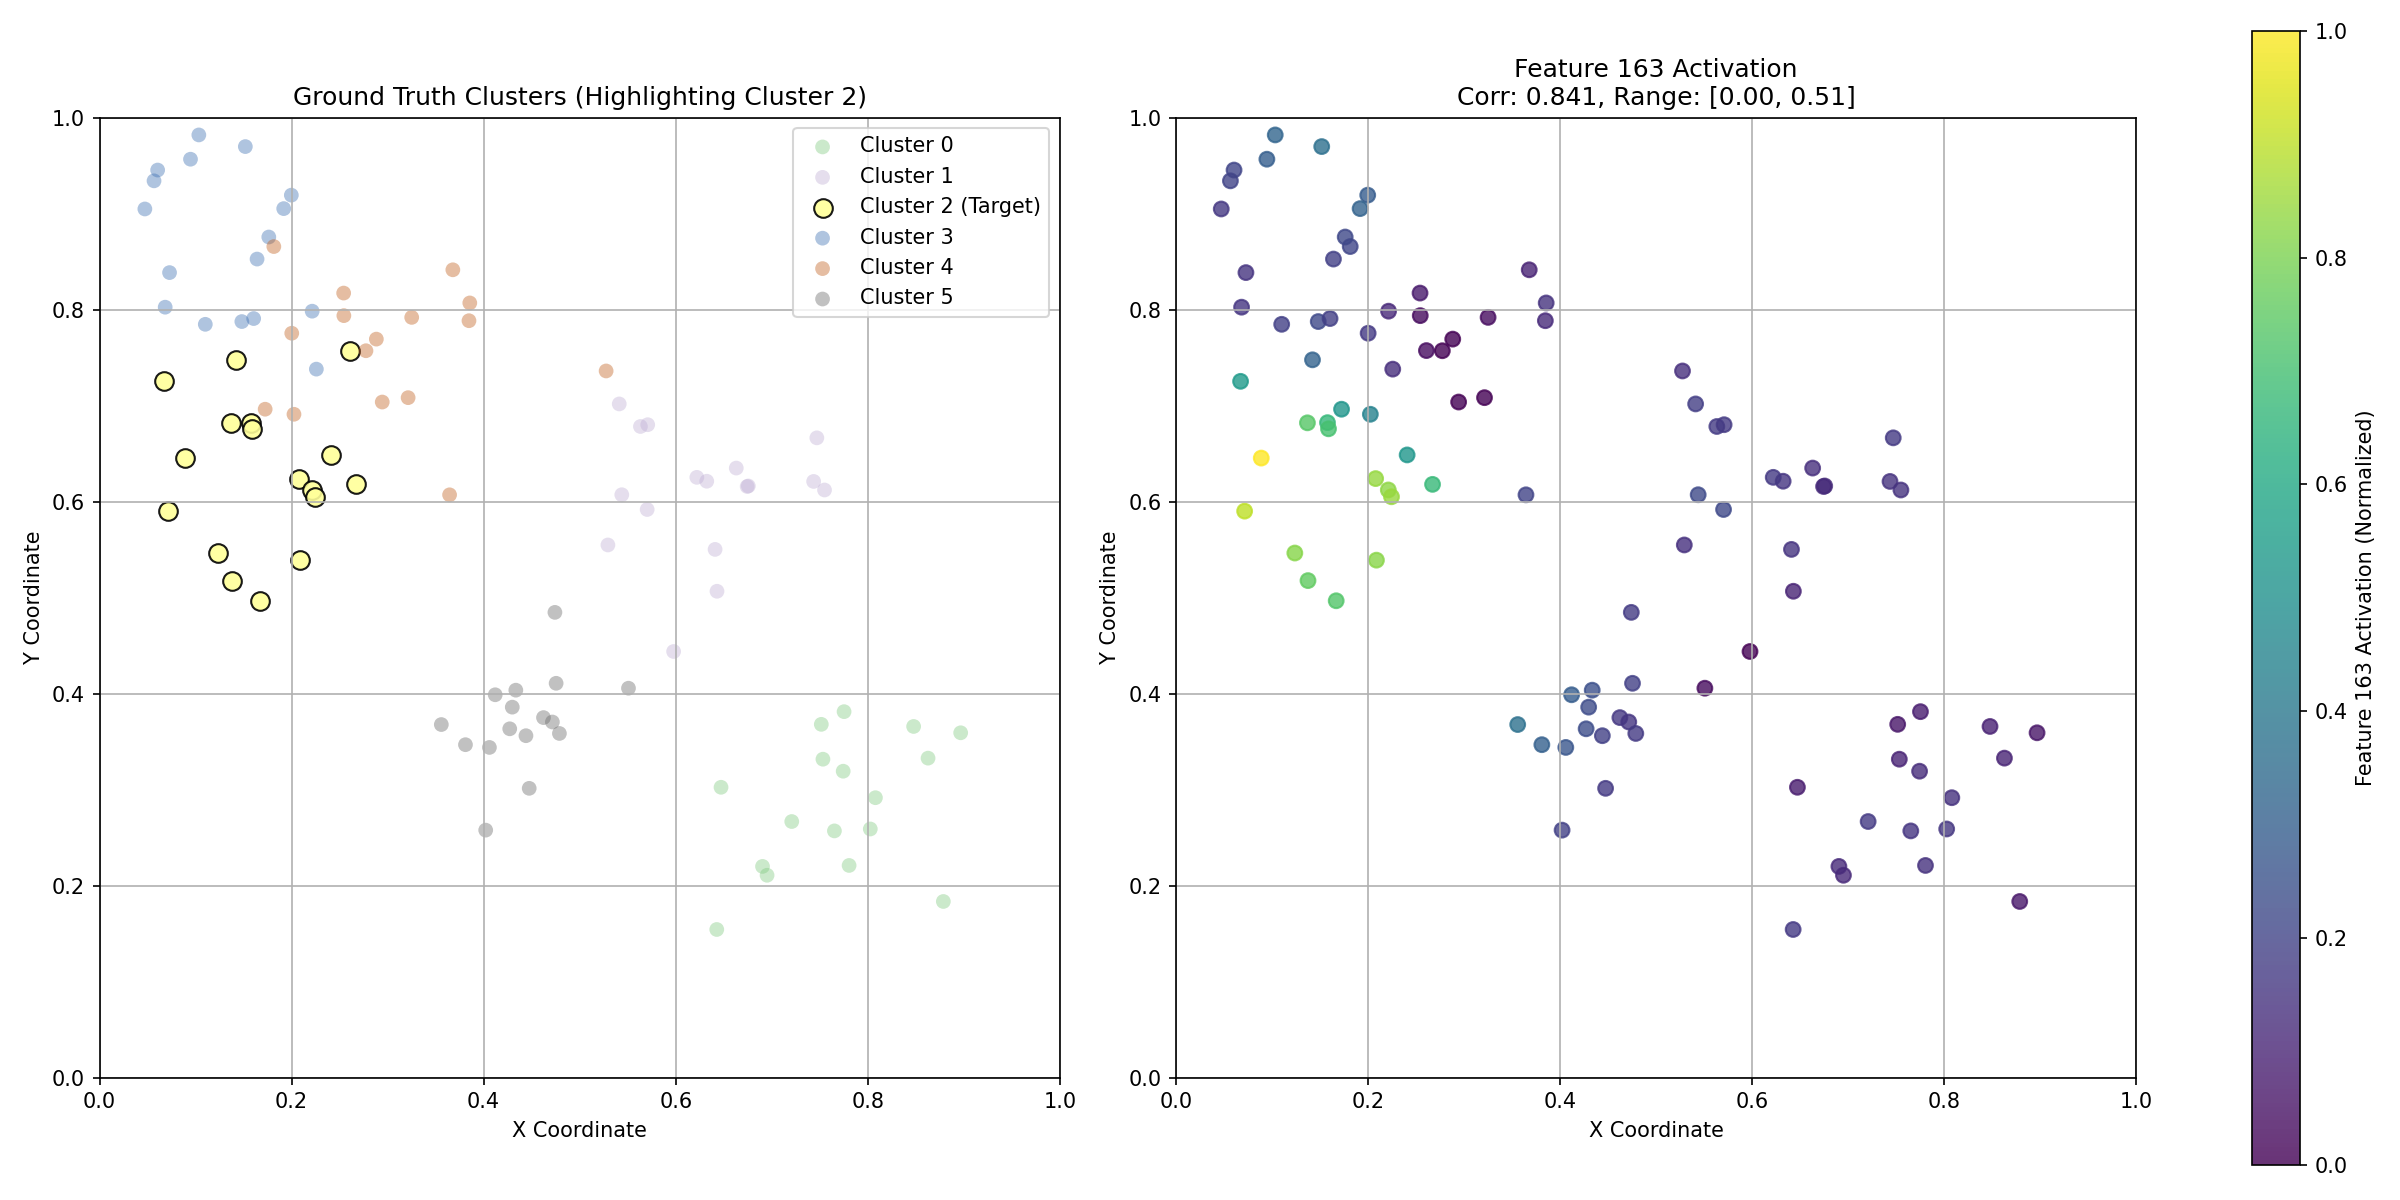 Ground Truth Clusters (Highlighting Cluster 2)
1.0
0.8
0.6
0.4
0.2
0.0
Y Coordinate
0.0 0.2 0.4 0.6 0.8 1.0
X Coordinate
Cluster 0
Cluster 1
Cluster 2 (Target)
Cluster 3
Cluster 4
Cluster 5
Feature 163 Activation
Corr: 0.841, Range: [0.00, 0.51]
1.0
0.8
0.6
0.4
0.2
0.0
Y Coordinate
0.0 0.2 0.4 0.6 0.8 1.0
X Coordinate
1.0
0.8
0.6
0.4
0.2
0.0
Feature 163 Activation (Normalized)